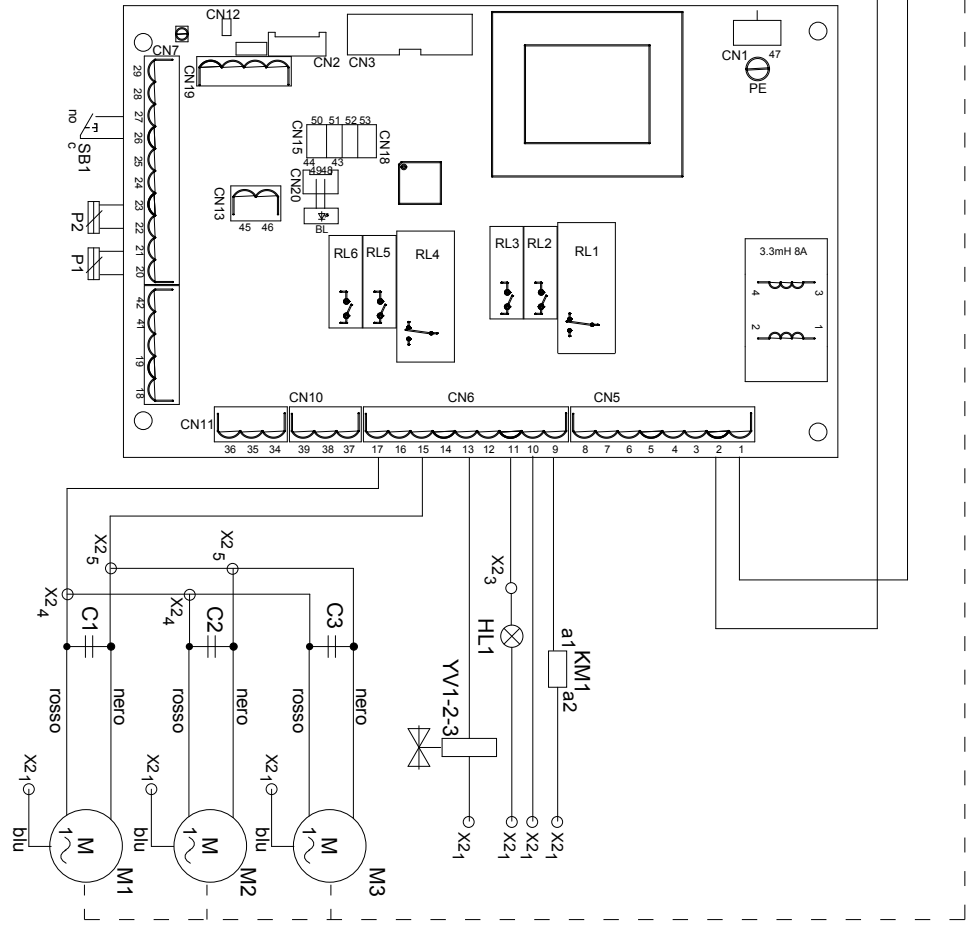 CN12
CN7
CN2
CN3
CN1
47
PE
CN19
29
28
27
26
25
24
23
22
21
20
42
41
19
18
no
c
SB1
P2
P1
50 51 52 53
CN15
CN18
44 43
49 48
CN20
CN13
45 46
BL
RL6
RL5
RL4
RL3
RL2
RL1
3.3mH 8A
4 3
2 1
CN11
CN10
CN6
CN5
36 35 34 39 38 37 17 16 15 14 13 12 11 10 9 8 7 6 5 4 3 2 1
X2 5
X2 5
X2 4
X2 4
X2 3
C1
C2
C3
HL1
a1
KM1
a2
YV1-2-3
rosso
nero
rosso
nero
rosso
nero
X2 1
X2 1
X2 1
X2 1
X2 1
X2 1
X2 1
blu
blu
blu
M
1
M
1
M
1
M1
M2
M3